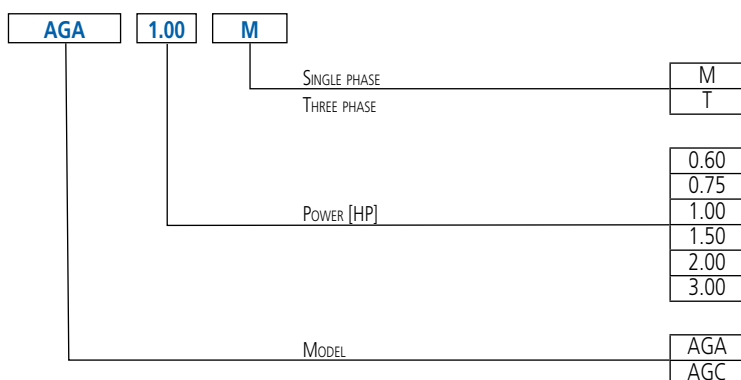 AGA 1.00 M
Single phase M
Three phase T
0.60
0.75
Power [HP] 1.00
1.50
2.00
3.00
Model AGA
AGC